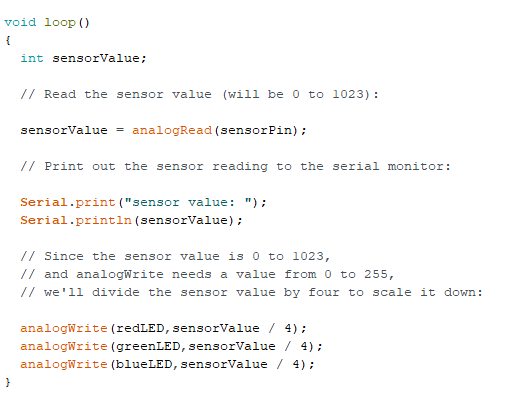 void loop()
{
int sensorValue;
// Read the sensor value (will be 0 to 1023):
sensorValue = analogRead(sensorPin);
// Print out the sensor reading to the serial monitor:
Serial.print("sensor value: ");
Serial.println(sensorValue);
// Since the sensor value is 0 to 1023,
// and analogWrite needs a value from 0 to 255,
// we'll divide the sensor value by four to scale it down:
analogWrite(redLED,sensorValue / 4);
analogWrite(greenLED,sensorValue / 4);
analogWrite(blueLED,sensorValue / 4);
}